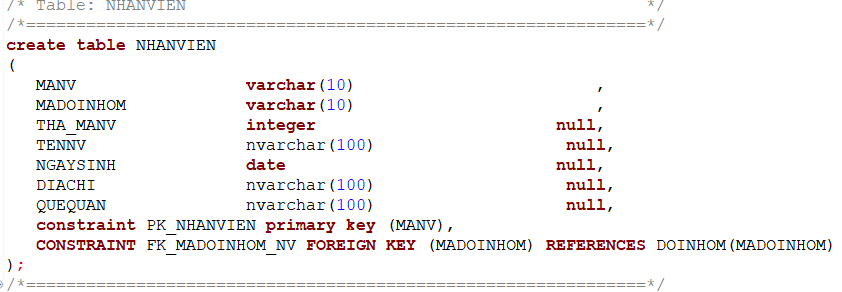 /* Table: NHANVIEN */
/*==============================================================*/
create table NHANVIEN
(
MANV varchar(10) ,
MADOINHOM varchar(10) ,
THA_MANV integer null,
TENNV nvarchar(100) null,
NGAYSINH date null,
DIACHI nvarchar(100) null,
QUEQUAN nvarchar(100) null,
constraint PK_NHANVIEN primary key (MANV),
CONSTRAINT FK_MADOINHOM_NV FOREIGN KEY (MADOINHOM) REFERENCES DOINHOM(MADOINHOM)
);
/*==============================================================*/